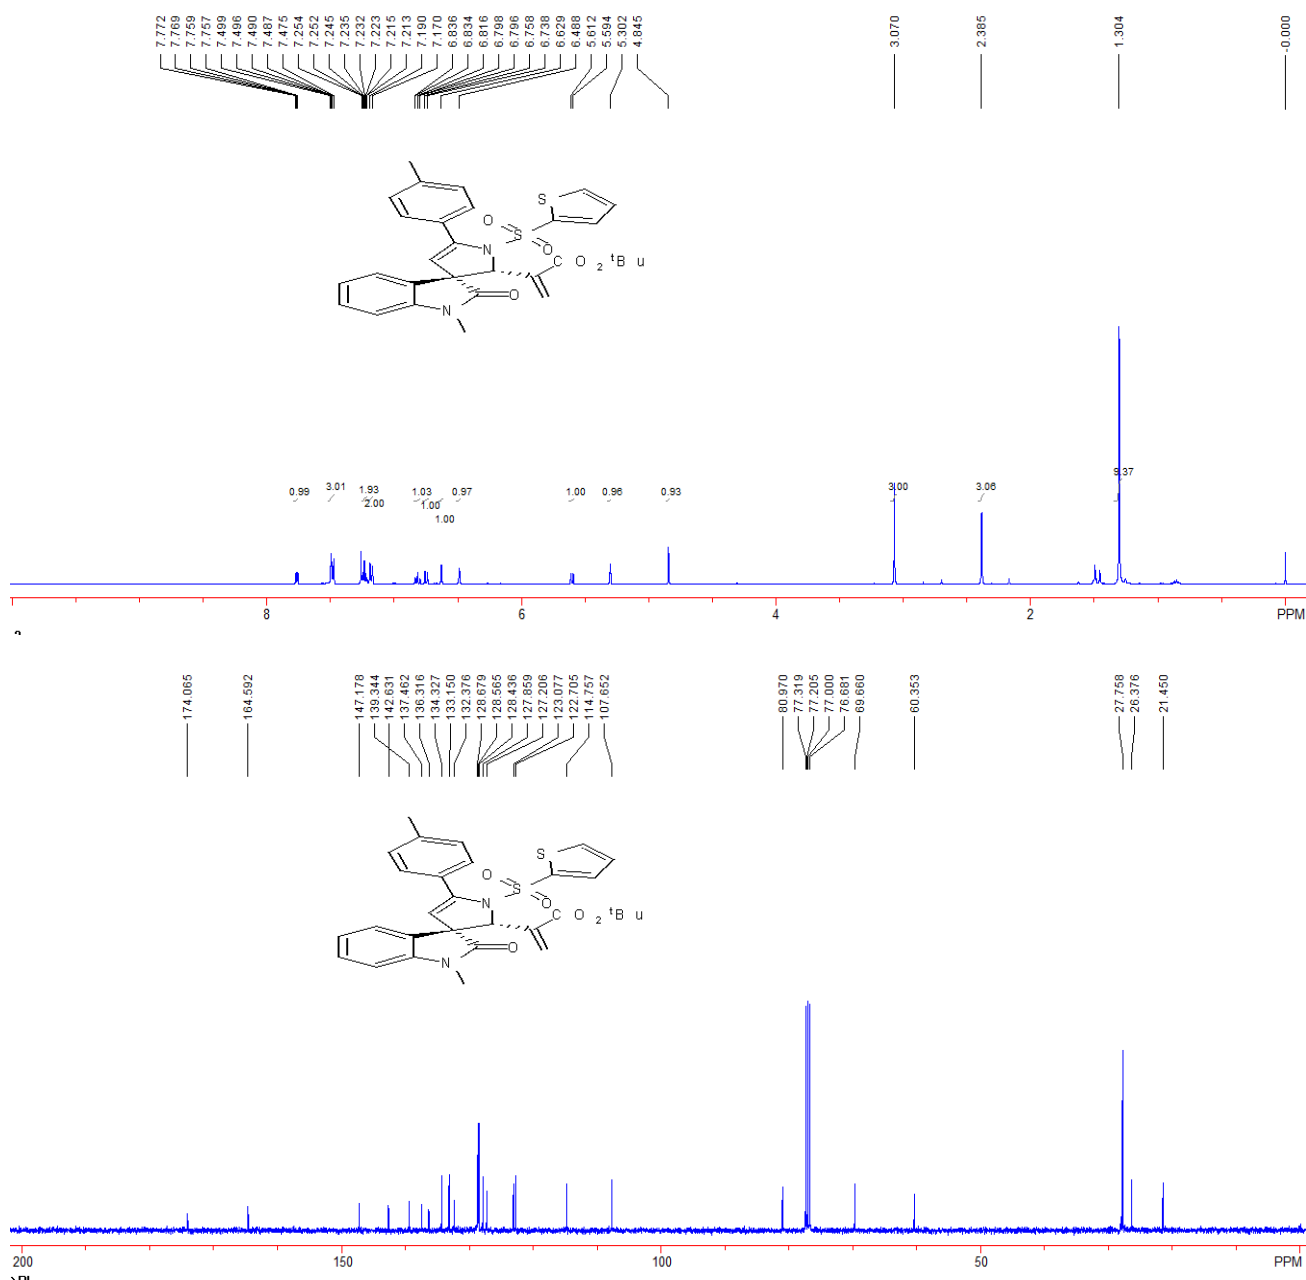 7.772 7.769 7.759 7.757 7.499 7.496 7.490 7.487 7.475 7.254 7.252 7.245 7.235 7.232 7.223 7.215 7.213 7.190 7.170 6.836 6.834 6.816 6.798 6.796 6.758 6.738 6.629 6.488 5.612 5.594 5.302 4.845 3.070 2.385 1.304 -0.000
S
O
S
N
O
C O 2 tB u
O
N
0.99 3.01 1.93 2.00 1.03 1.00 1.00 0.97 1.00 0.96 0.93 3.00 3.06 9.37
8 6 4 2 PPM
174.065 164.592 147.178 139.344 142.631 137.462 136.316 134.327 133.150 132.376 128.679 128.565 128.436 127.859 127.206 123.077 122.705 114.757 107.652 80.970 77.319 77.205 77.000 76.681 69.660 60.353 27.758 26.376 21.450
S
O
S
N
O
C O 2 tB u
O
N
200 150 100 50 PPM